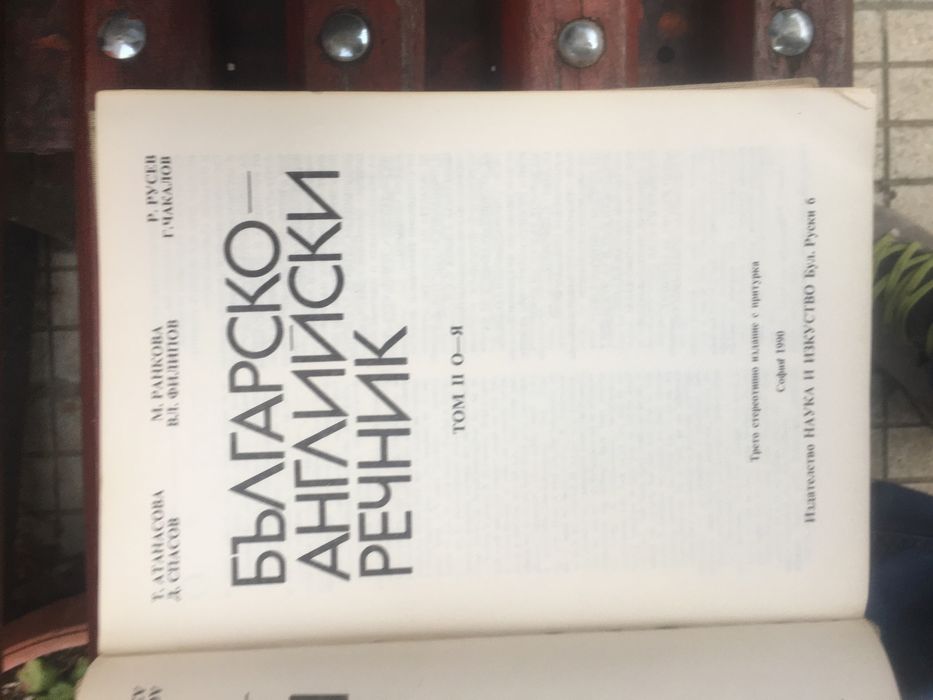 Т. АТАНАСОВА М. РАНКОВА Р. РУСЕВ
Д. СПАСОВ ВЛ. ФИЛИПОВ Г. ЧАКАЛОВ
БЪЛГАРСКО—
АНГЛИЙСКИ
РЕЧНИК
ТОМ II О—Я
Трето стереотипно издание с притурка
София 1990
Издателство НАУКА И ИЗКУСТВО Бул. Руски 6